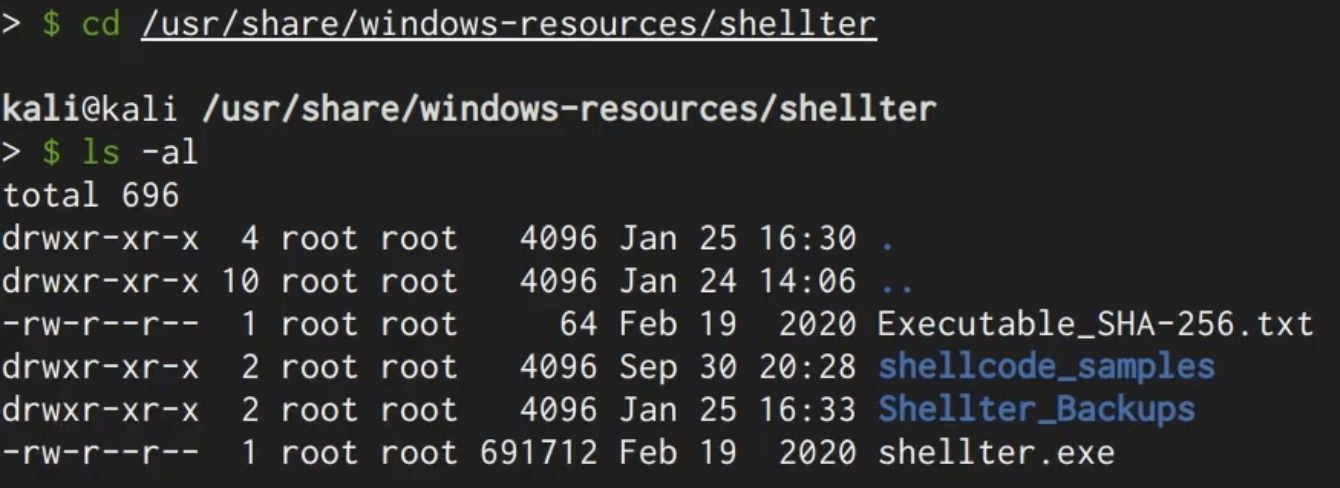 > $ cd /usr/share/windows-resources/shellter
kali@kali /usr/share/windows-resources/shellter
> $ ls -al
total 696
drwxr-xr-x  4 root root   4096 Jan 25 16:30 .
drwxr-xr-x 10 root root   4096 Jan 24 14:06 ..
-rw-r--r--  1 root root     64 Feb 19  2020 Executable_SHA-256.txt
drwxr-xr-x  2 root root   4096 Sep 30 20:28 shellcode_samples
drwxr-xr-x  2 root root   4096 Jan 25 16:33 Shellter_Backups
-rw-r--r--  1 root root 691712 Feb 19  2020 shellter.exe